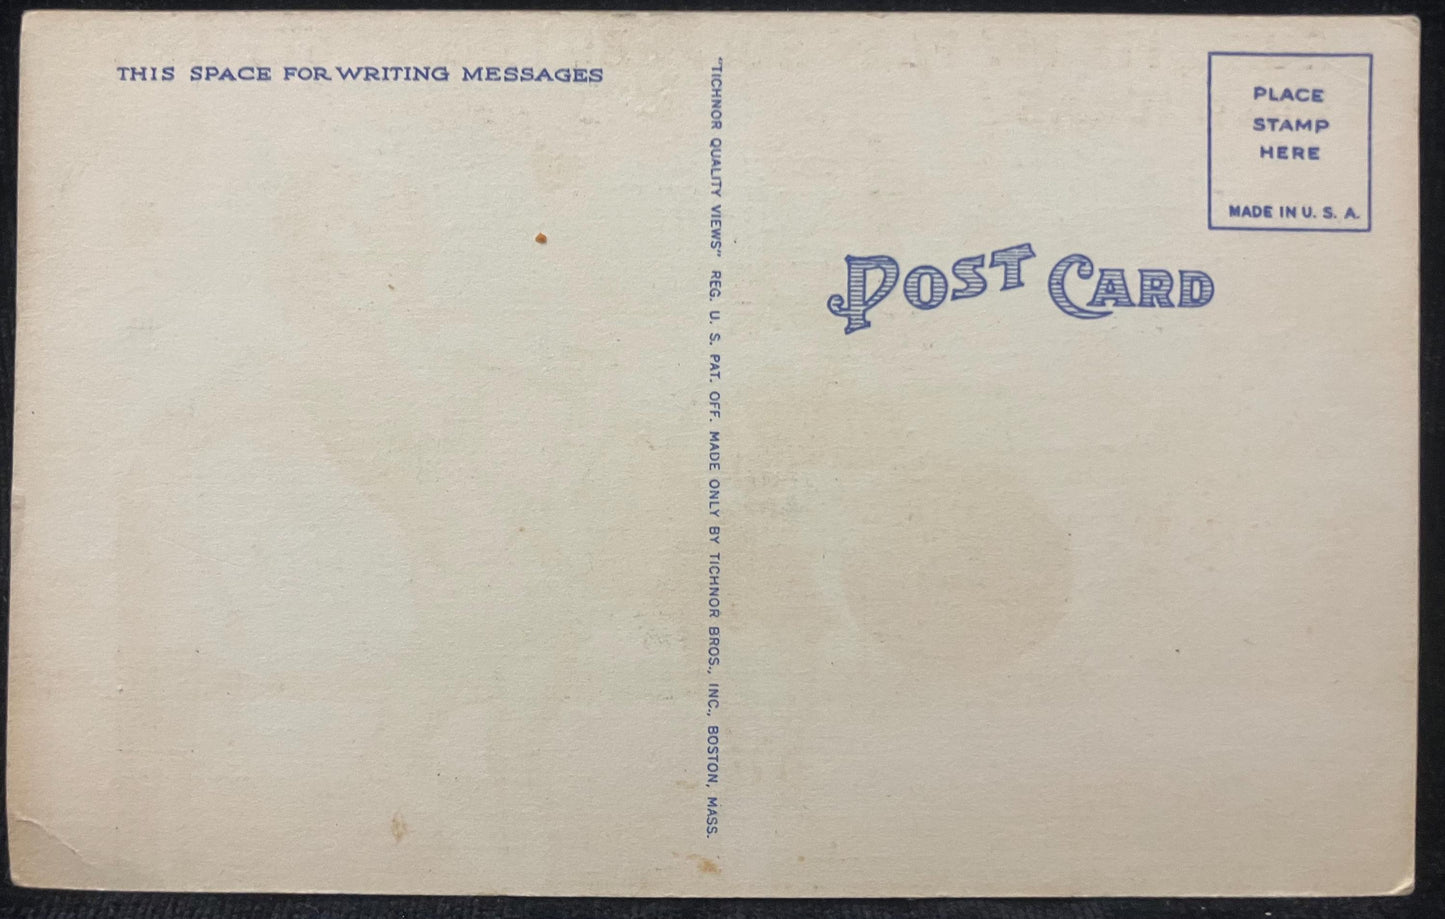 THIS SPACE FOR WRITING MESSAGES
"TICHNOR QUALITY VIEWS" REG. U. S. PAT. OFF. MADE ONLY BY TICHNOR BROS., INC., BOSTON, MASS.
PLACE
STAMP
HERE
MADE IN U. S. A.
POST CARD